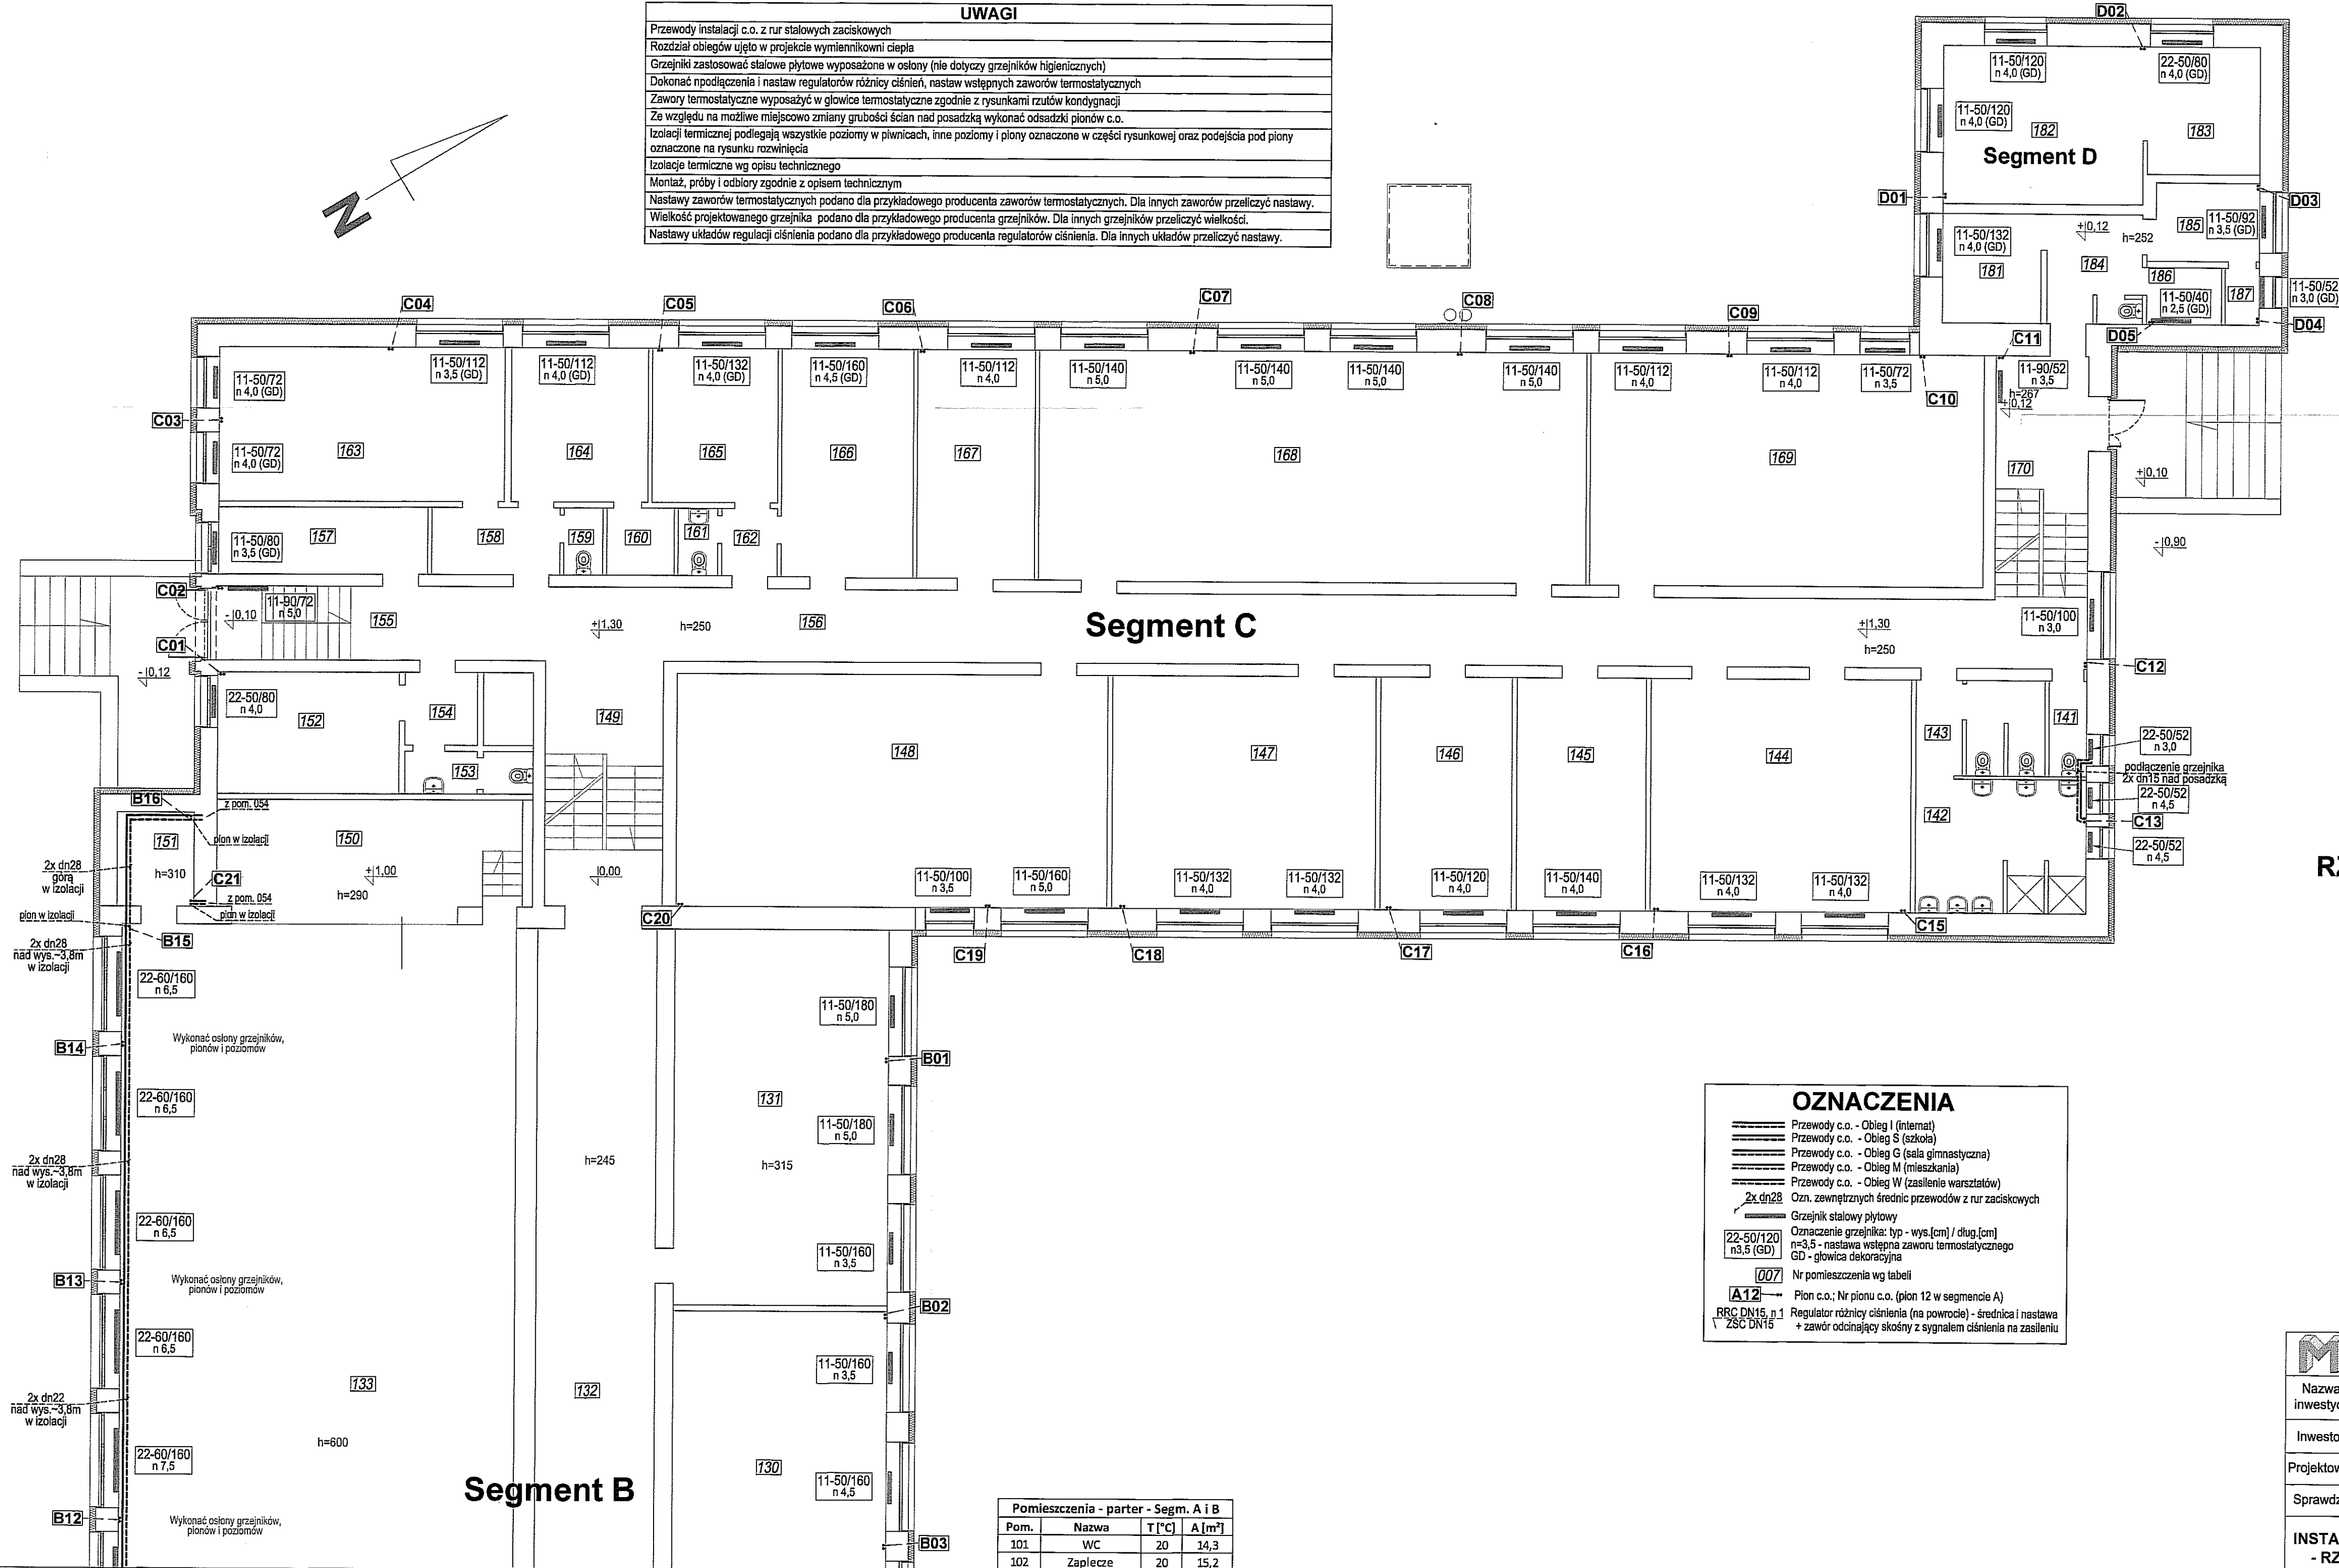 UWAGI
Przewody instalacji c.o. z rur stalowych zaciskowych
Rozdział obiegów ujęto w projekcie wymiennikowni ciepła
Grzejniki zastosować stalowe płytowe wyposażone w osłony (nie dotyczy grzejników higienicznych)
Dokonać npodłączenia i nastaw regulatorów różnicy ciśnień, nastaw wstępnych zaworów termostatycznych
Zawory termostatyczne wyposażyć w głowice termostatyczne zgodnie z rysunkami rzutów kondygnacji
Ze względu na możliwe miejscowo zmiany grubości ścian nad posadzką wykonać odsadzki pionów c.o.
Izolacji termicznej podlegają wszystkie poziomy w piwnicach, inne poziomy i piony oznaczone w części rysunkowej oraz podejścia pod piony
oznaczone na rysunku rozwinięcia
Izolacje termiczne wg opisu technicznego
Montaż, próby i odbiory zgodnie z opisem technicznym
Nastawy zaworów termostatycznych podano dla przykładowego producenta zaworów termostatycznych. Dla innych zaworów przeliczyć nastawy.
Wielkość projektowanego grzejnika podano dla przykładowego producenta grzejników. Dla innych grzejników przeliczyć wielkości.
Nastawy układów regulacji ciśnienia podano dla przykładowego producenta regulatorów ciśnienia. Dla innych układów przeliczyć nastawy.
N
D02
11-50/120
n 4,0 (GD)
22-50/80
n 4,0 (GD)
11-50/120
n 4,0 (GD)
182
183
Segment D
D01
D03
11-50/132
n 4,0 (GD)
181
+0,12
h=252
185
11-50/92
n 3,5 (GD)
184
186
187
11-50/40
n 2,5 (GD)
11-50/52
n 3,0 (GD)
D04
D05
C04
C05
C06
C07
C08
C09
C11
11-50/72
n 4,0 (GD)
11-50/112
n 3,5 (GD)
11-50/112
n 4,0 (GD)
11-50/132
n 4,0 (GD)
11-50/160
n 4,5 (GD)
11-50/112
n 4,0
11-50/140
n 5,0
11-50/140
n 5,0
11-50/140
n 5,0
11-50/140
n 5,0
11-50/112
n 4,0
11-50/112
n 4,0
11-50/72
n 3,5
11-90/52
n 3,5
C10
h=267
+0,12
C03
11-50/72
n 4,0 (GD)
163
164
165
166
167
168
169
170
+0,10
11-50/80
n 3,5 (GD)
157
158
159
160
161
162
-0,90
C02
-0,10
11-90/72
n 5,0
155
+1,30
h=250
156
Segment C
+1,30
h=250
11-50/100
n 3,0
C01
-0,12
C12
22-50/80
n 4,0
152
154
149
153
148
147
146
145
144
143
141
22-50/52
n 3,0
podłączenie grzejnika
2x dn15 nad posadzką
22-50/52
n 4,5
142
C13
22-50/52
n 4,5
B16
z pom. 054
pion w izolacji
151
150
2x dn28
górą
w izolacji
h=310
C21
+1,00
h=290
0,00
z pom. 054
pion w izolacji
pion w izolacji
B15
2x dn28
nad wys.~3,8m
w izolacji
C20
11-50/100
n 3,5
11-50/160
n 5,0
11-50/132
n 4,0
11-50/132
n 4,0
11-50/120
n 4,0
11-50/140
n 4,0
11-50/132
n 4,0
11-50/132
n 4,0
C19
C18
C17
C16
C15
RZ
22-60/160
n 6,5
Wykonać osłony grzejników,
pionów i poziomów
B14
11-50/180
n 5,0
B01
22-60/160
n 6,5
131
11-50/180
n 5,0
2x dn28
nad wys.~3,8m
w izolacji
h=245
h=315
22-60/160
n 6,5
11-50/160
n 3,5
B13
Wykonać osłony grzejników,
pionów i poziomów
B02
22-60/160
n 6,5
11-50/160
n 3,5
133
132
2x dn22
nad wys.~3,8m
w izolacji
h=600
22-60/160
n 7,5
130
11-50/160
n 4,5
Segment B
B12
Wykonać osłony grzejników,
pionów i poziomów
B03
OZNACZENIA
Przewody c.o. - Obieg I (internat)
Przewody c.o. - Obieg S (szkoła)
Przewody c.o. - Obieg G (sala gimnastyczna)
Przewody c.o. - Obieg M (mieszkania)
Przewody c.o. - Obieg W (zasilenie warsztatów)
2x dn28 Ozn. zewnętrznych średnic przewodów z rur zaciskowych
Grzejnik stalowy płytowy
22-50/120
n3,5 (GD)
Oznaczenie grzejnika: typ - wys.[cm] / dług.[cm]
n=3,5 - nastawa wstępna zaworu termostatycznego
GD - głowica dekoracyjna
007 Nr pomieszczenia wg tabeli
A12 Pion c.o.; Nr pionu c.o. (pion 12 w segmencie A)
RRC DN15, n 1 Regulator różnicy ciśnienia (na powrocie) - średnica i nastawa
ZSC DN15 + zawór odcinający skośny z sygnałem ciśnienia na zasileniu
Pomieszczenia - parter - Segm. A i B
Pom. Nazwa T [°C] A [m²]
101 WC 20 14,3
102 Zaplecze 20 15,2
M
Nazwa
inwestyc
Inwesto
Projektow
Sprawdz
INSTA
- RZ